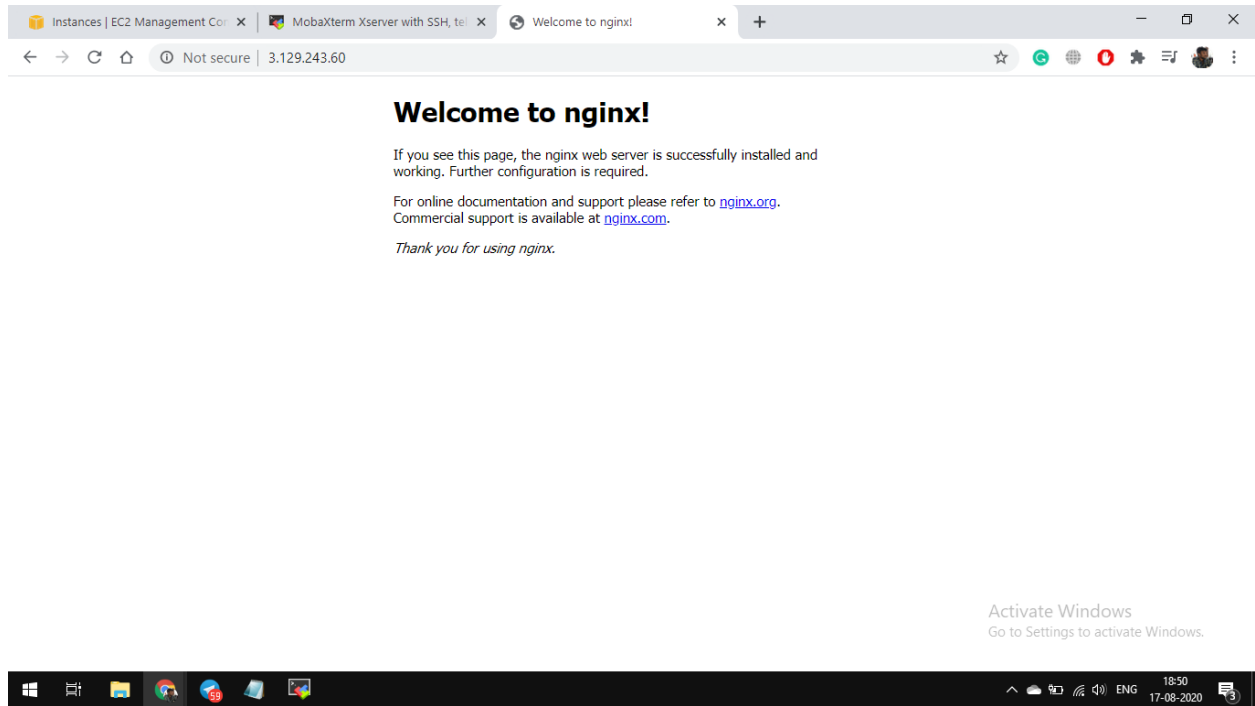 Instances | EC2 Management Con
MobaXterm Xserver with SSH, tel
Welcome to nginx!
Not secure | 3.129.243.60
Welcome to nginx!
If you see this page, the nginx web server is successfully installed and
working. Further configuration is required.
For online documentation and support please refer to nginx.org.
Commercial support is available at nginx.com.
Thank you for using nginx.
Activate Windows
Go to Settings to activate Windows.
59
ENG
18:50
17-08-2020
3